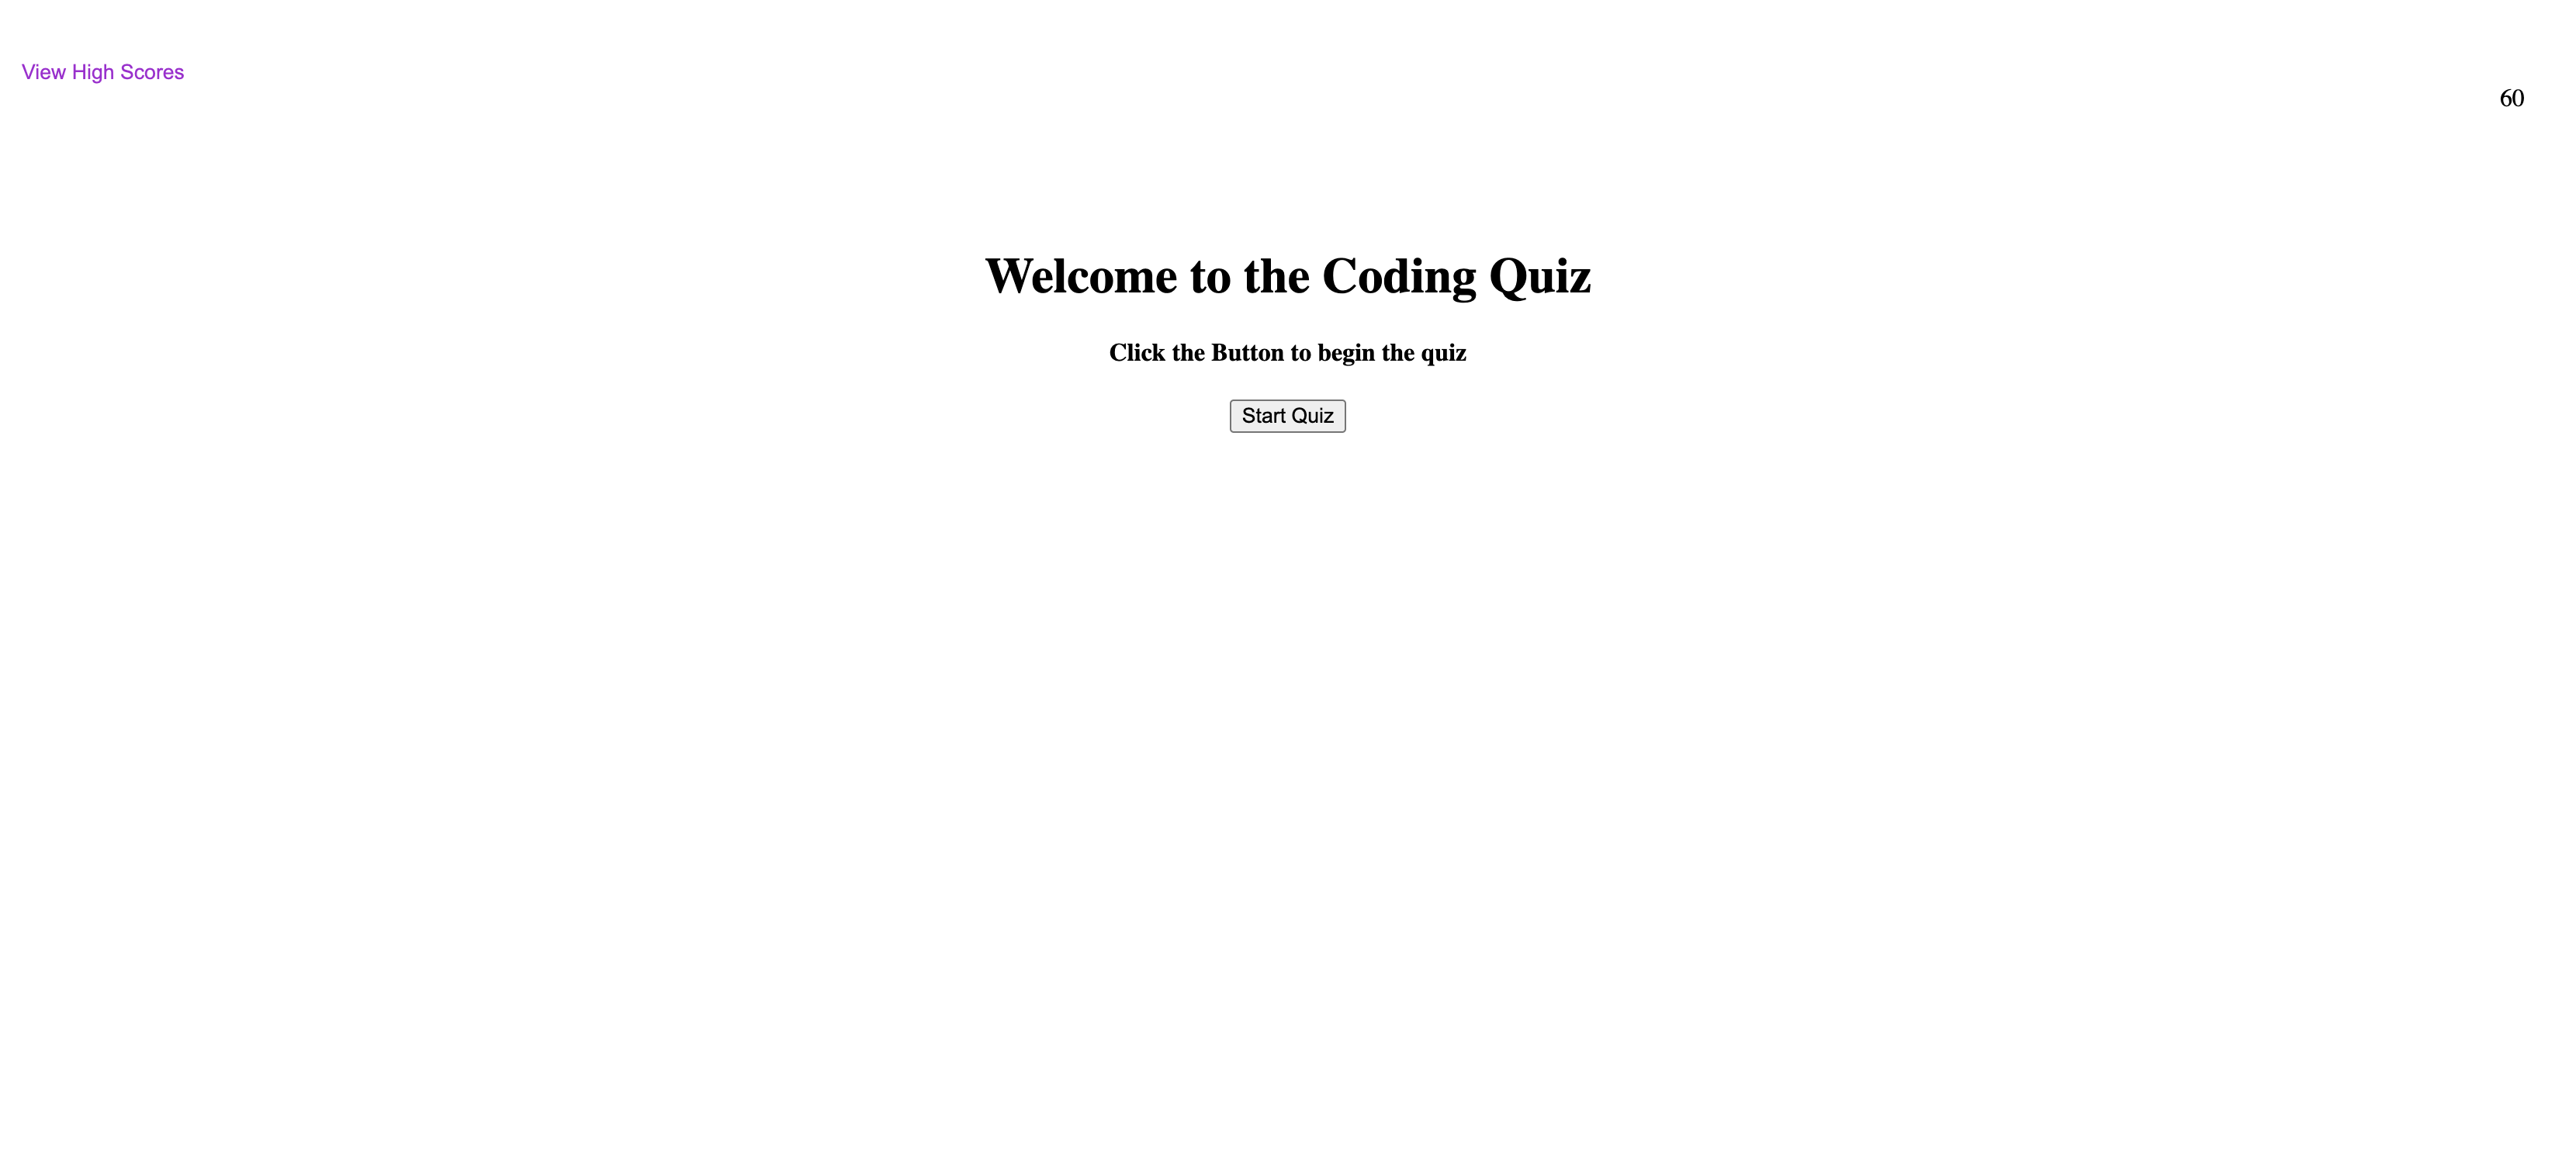 View High Scores
60
Welcome to the Coding Quiz
Click the Button to begin the quiz
Start Quiz